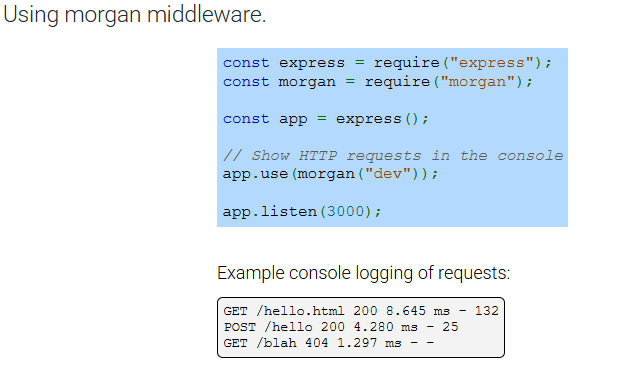 Using morgan middleware.
const express = require("express");
const morgan = require("morgan");
const app = express();
// Show HTTP requests in the console
app.use(morgan("dev"));
app.listen(3000);
Example console logging of requests:
GET /hello.html 200 8.645 ms - 132
POST /hello 200 4.280 ms - 25
GET /blah 404 1.297 ms - -